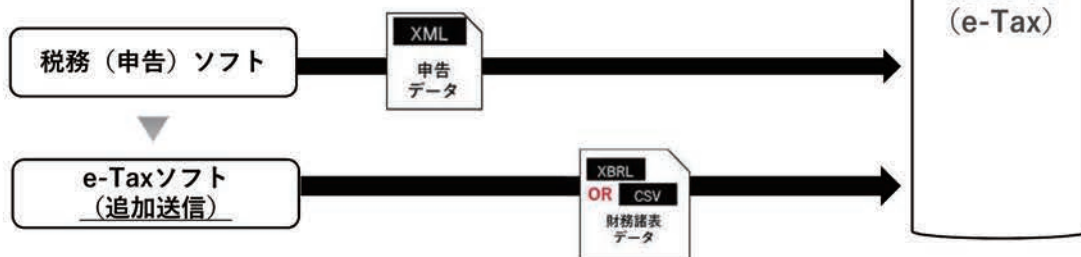 (e-Tax)
税務（申告）ソフト
XML
申告
データ
e-Taxソフト
（追加送信）
XBRL
OR CSV
財務諸表
データ